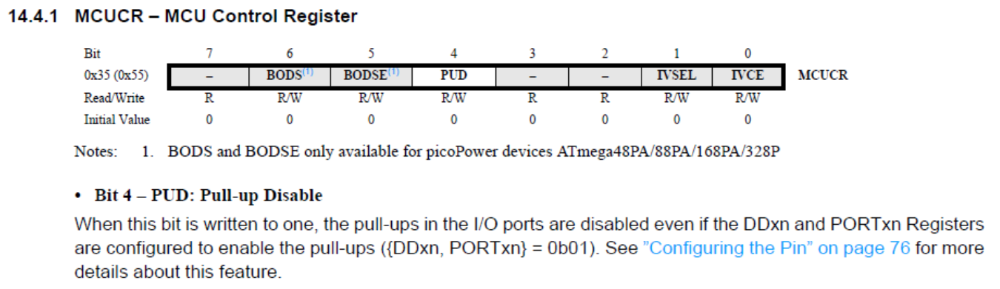 14.4.1 MCUCR – MCU Control Register
Bit 7 6 5 4 3 2 1 0
0x35 (0x55) – BODS(1) BODSE(1) PUD – – IVSEL IVCE MCUCR
Read/Write R R/W R/W R/W R R R/W R/W
Initial Value 0 0 0 0 0 0 0 0
Notes: 1. BODS and BODSE only available for picoPower devices ATmega48PA/88PA/168PA/328P
• Bit 4 – PUD: Pull-up Disable
When this bit is written to one, the pull-ups in the I/O ports are disabled even if the DDxn and PORTxn Registers
are configured to enable the pull-ups ({DDxn, PORTxn} = 0b01). See ”Configuring the Pin” on page 76 for more
details about this feature.